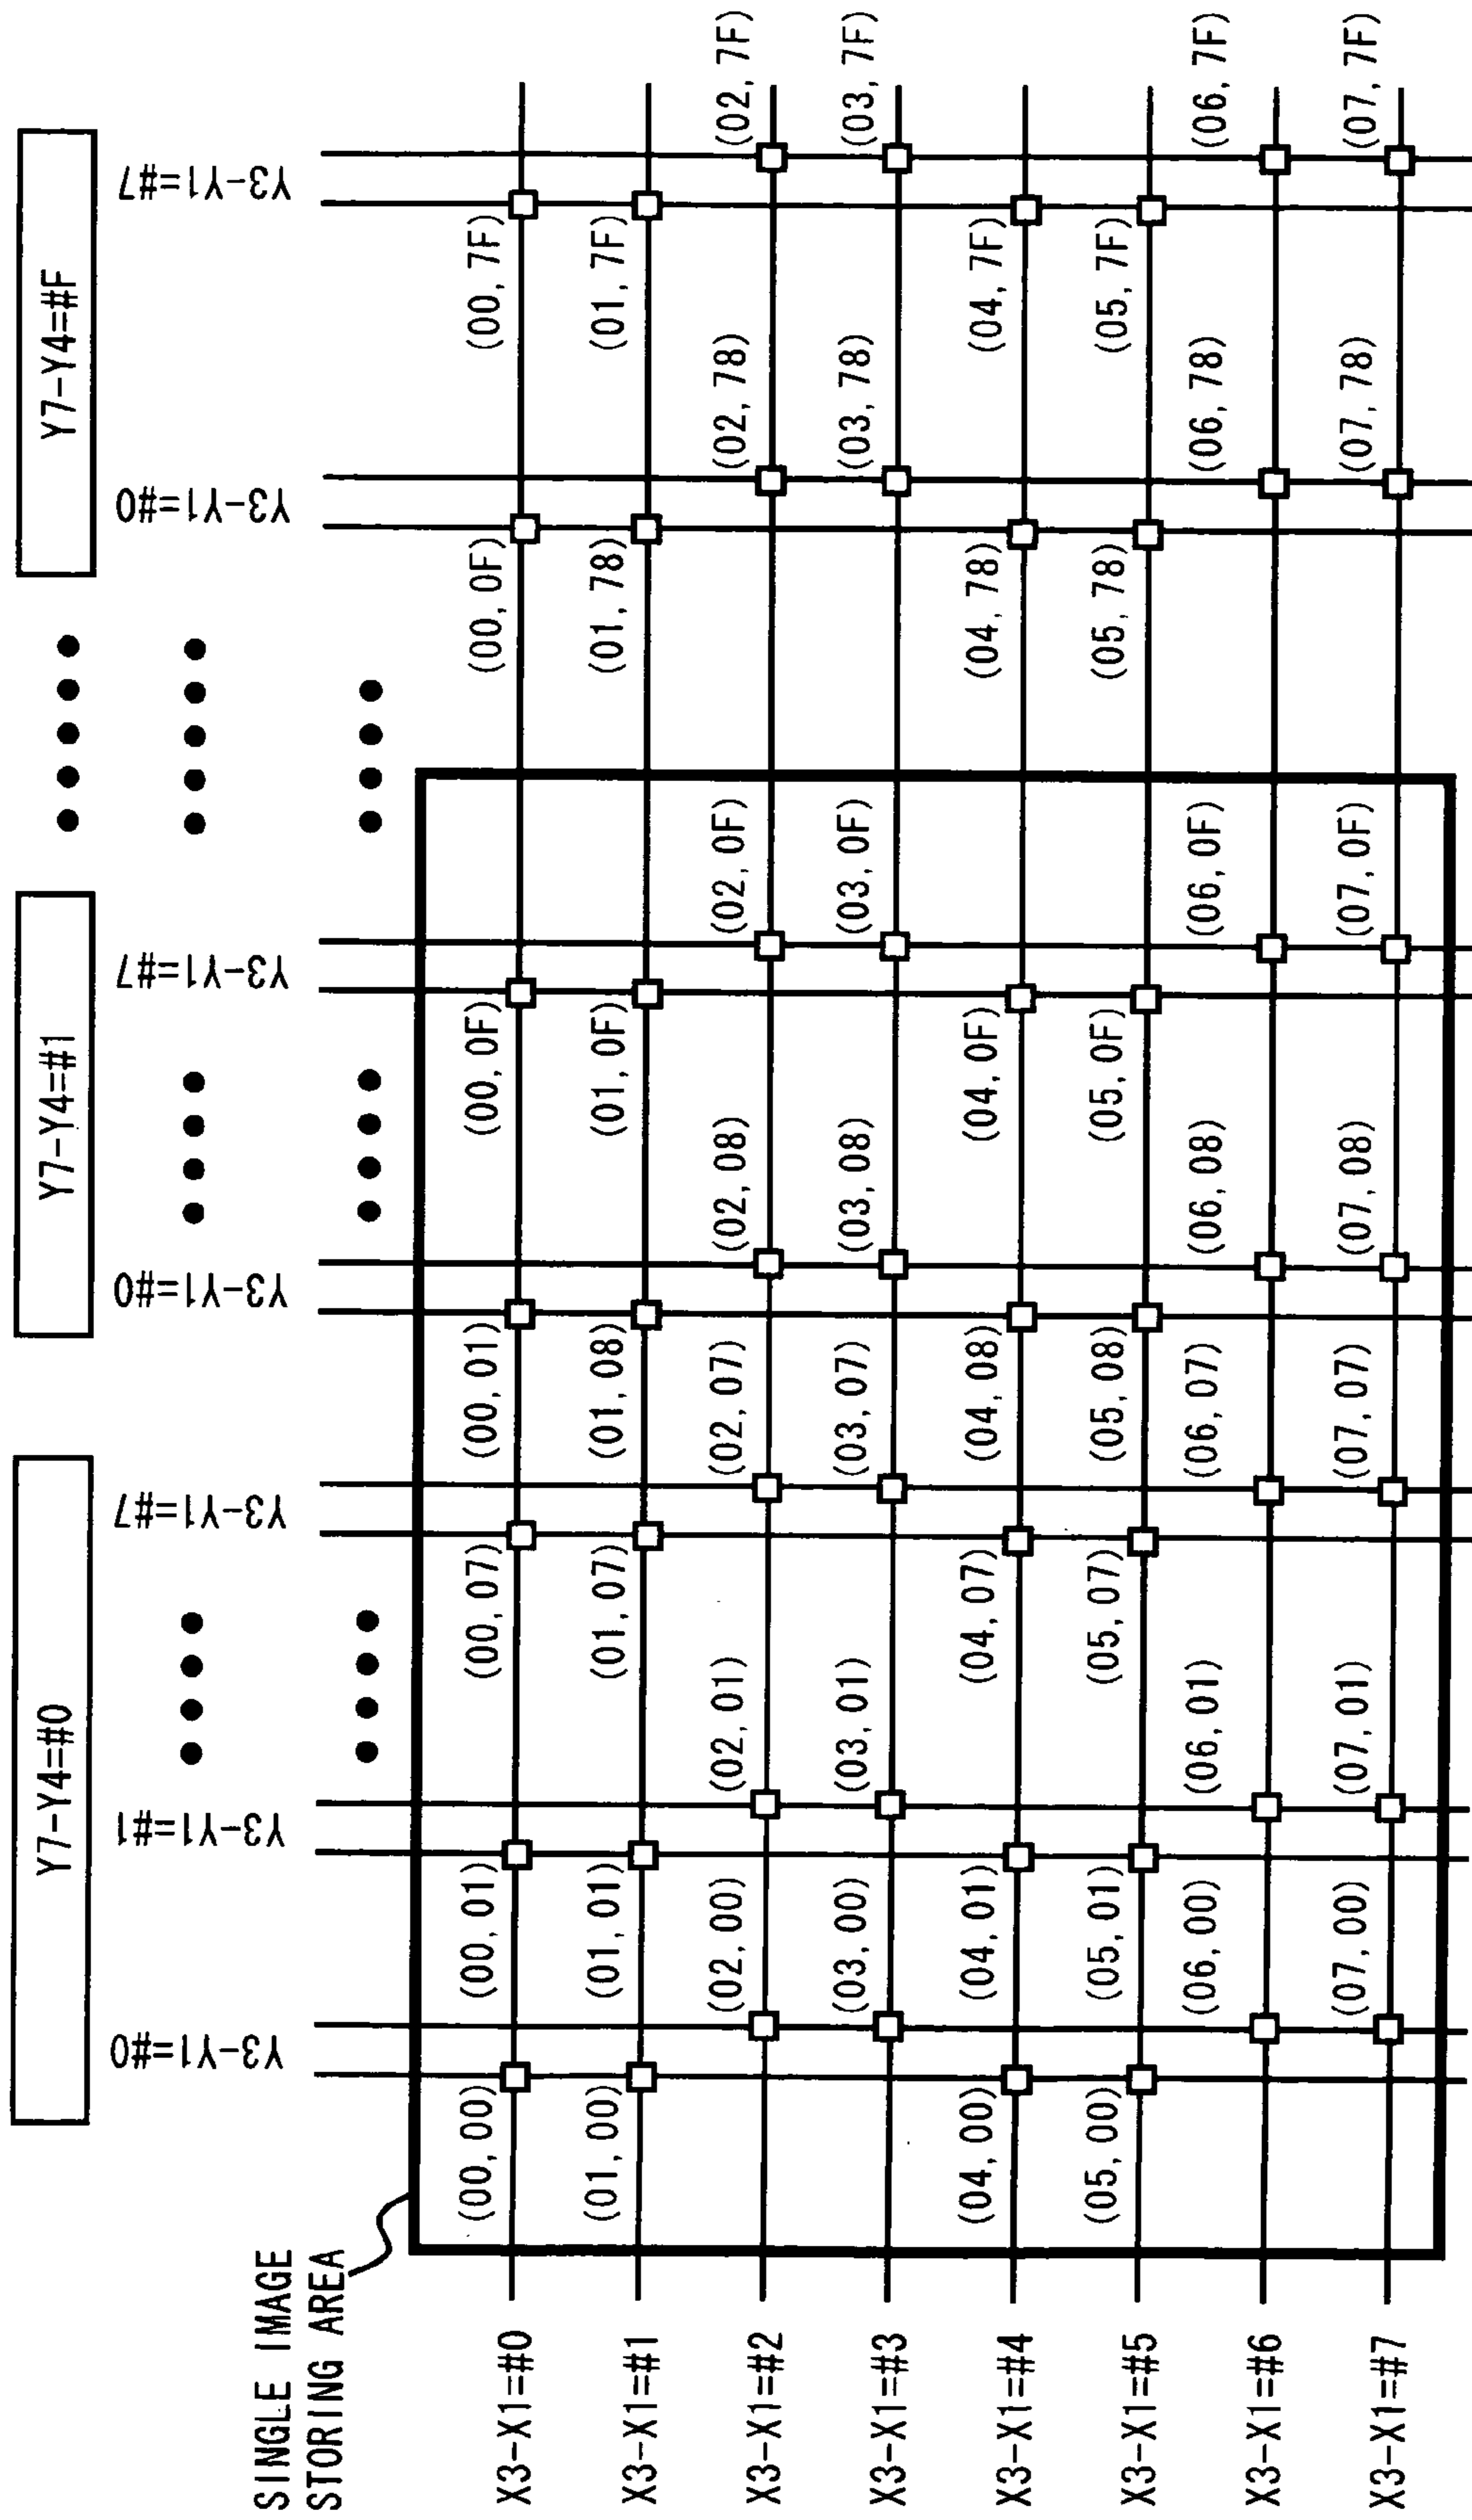 Y7-Y4=#0
Y7-Y4=#1
Y7-Y4=#F
Y3-Y1=#0
Y3-Y1=#1
Y3-Y1=#7
Y3-Y1=#0
Y3-Y1=#7
Y3-Y1=#0
Y3-Y1=#7
SINGLE IMAGE
STORING AREA
X3-X1=#0
(00, 00)
(00, 01)
(00, 07)
(00, 01)
(00, 0F)
(00, 0F)
(00, 7F)
X3-X1=#1
(01, 00)
(01, 01)
(01, 07)
(01, 08)
(01, 0F)
(01, 78)
(01, 7F)
X3-X1=#2
(02, 00)
(02, 01)
(02, 07)
(02, 08)
(02, 0F)
(02, 78)
(02, 7F)
X3-X1=#3
(03, 00)
(03, 01)
(03, 07)
(03, 08)
(03, 0F)
(03, 78)
(03, 7F)
X3-X1=#4
(04, 00)
(04, 01)
(04, 07)
(04, 08)
(04, 0F)
(04, 78)
(04, 7F)
X3-X1=#5
(05, 00)
(05, 01)
(05, 07)
(05, 08)
(05, 0F)
(05, 78)
(05, 7F)
X3-X1=#6
(06, 00)
(06, 01)
(06, 07)
(06, 08)
(06, 0F)
(06, 78)
(06, 7F)
X3-X1=#7
(07, 00)
(07, 01)
(07, 07)
(07, 08)
(07, 0F)
(07, 78)
(07, 7F)